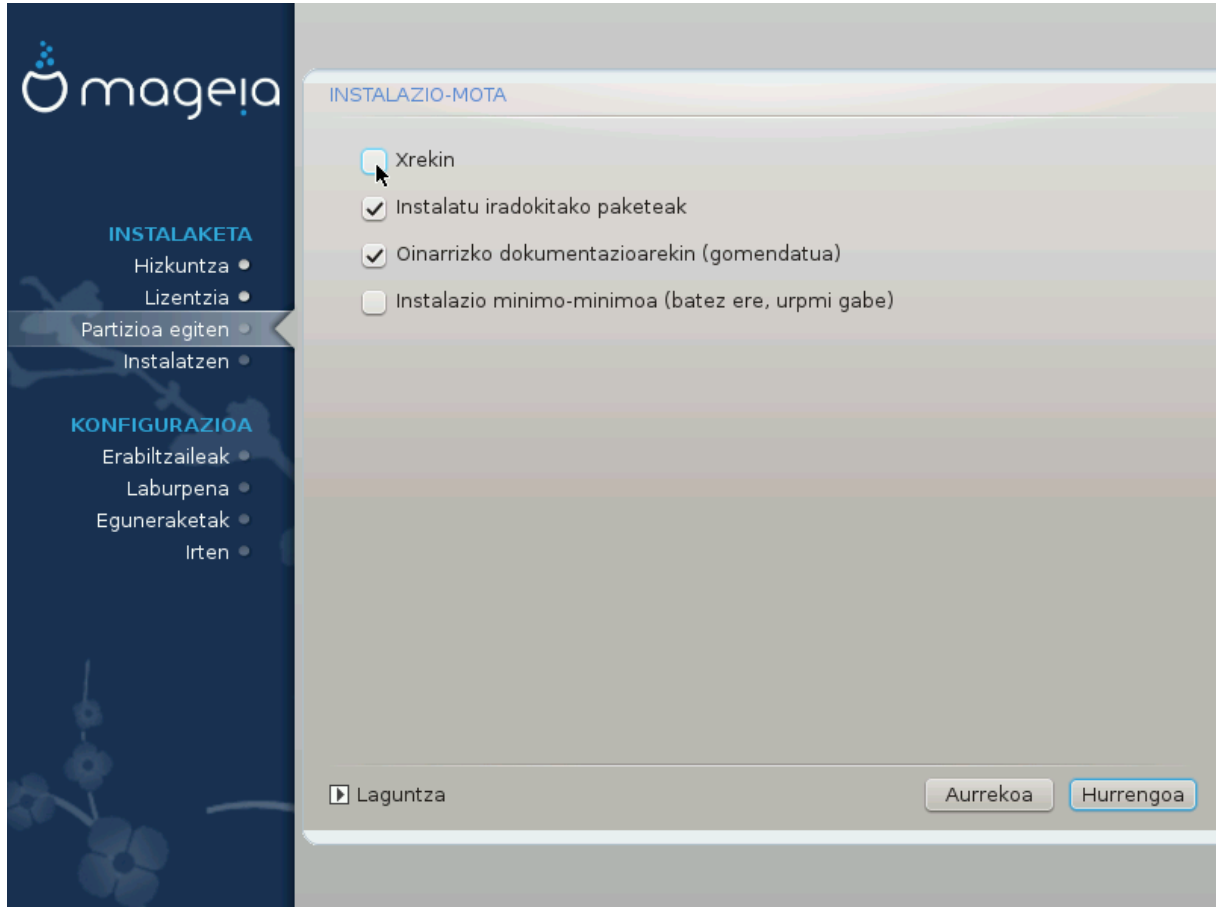 mageia
INSTALAKETA
Hizkuntza
Lizentzia
Partizioa egiten
Instalatzen
KONFIGURAZIOA
Erabiltzaileak
Laburpena
Eguneraketak
Irten
INSTALAZIO-MOTA
Xrekin
Instalatu iradokitako paketeak
Oinarrizko dokumentazioarekin (gomendatua)
Instalazio minimo-minimoa (batez ere, urpmi gabe)
Laguntza
Aurrekoa
Hurrengoa